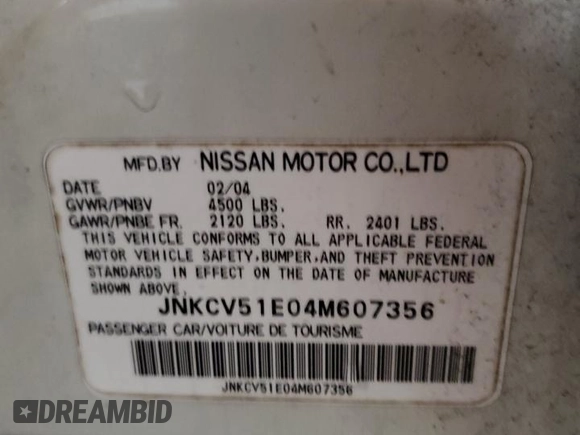 MFD.BY NISSAN MOTOR CO.,LTD
DATE 02/04
GVWR/PNBV 4500 LBS.
GAWR/PNBE FR. 2120 LBS. RR. 2401 LBS.
THIS VEHICLE CONFORMS TO ALL APPLICABLE FEDERAL
MOTOR VEHICLE SAFETY,BUMPER,AND THEFT PREVENTION
STANDARDS IN EFFECT ON THE DATE OF MANUFACTURE
SHOWN ABOVE.
JNKCV51E04M607356
PASSENGER CAR/VOITURE DE TOURISME
JNKCV51E04M607356
DREAMBID